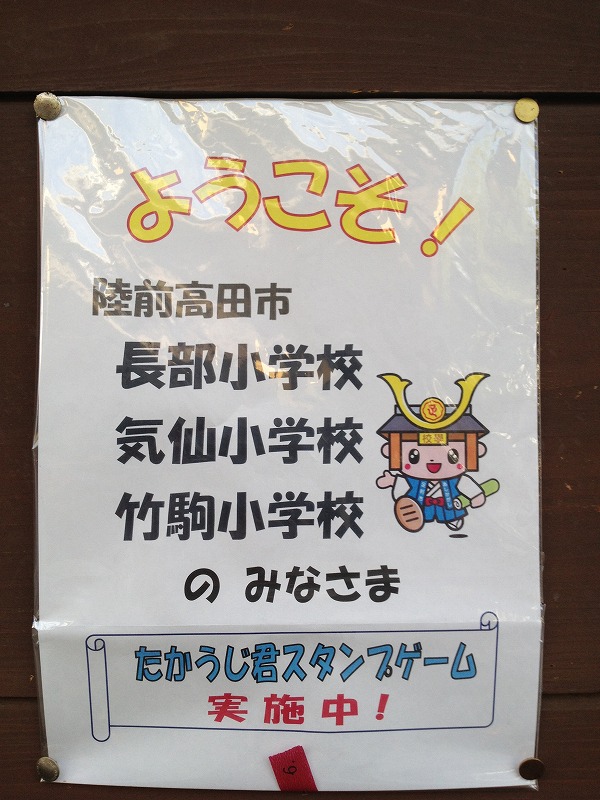 ようこそ！
陸前高田市
長部小学校
気仙小学校
竹駒小学校
の みなさま
學校
たかうじ君スタンプゲーム
実施中！